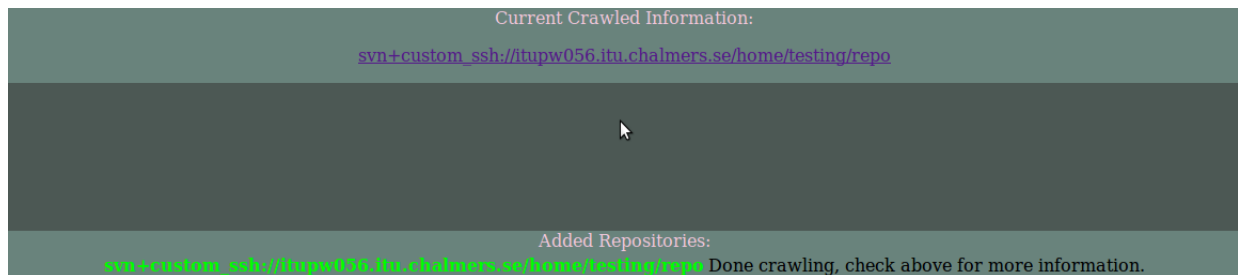 Current Crawled Information:
svn+custom_ssh://itupw056.itu.chalmers.se/home/testing/repo
Added Repositories:
svn+custom_ssh://itupw056.itu.chalmers.se/home/testing/repo Done crawling, check above for more information.